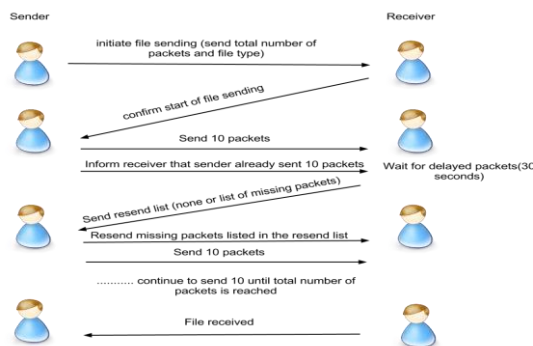 Sender
Receiver
initiate file sending (send total number of
packets and file type)
confirm start of file sending
Send 10 packets
Inform receiver that sender already sent 10 packets
Wait for delayed packets(30
seconds)
Send resend list (none or list of missing packets)
Resend missing packets listed in the resend list
Send 10 packets
........... continue to send 10 until total number of
packets is reached
File received